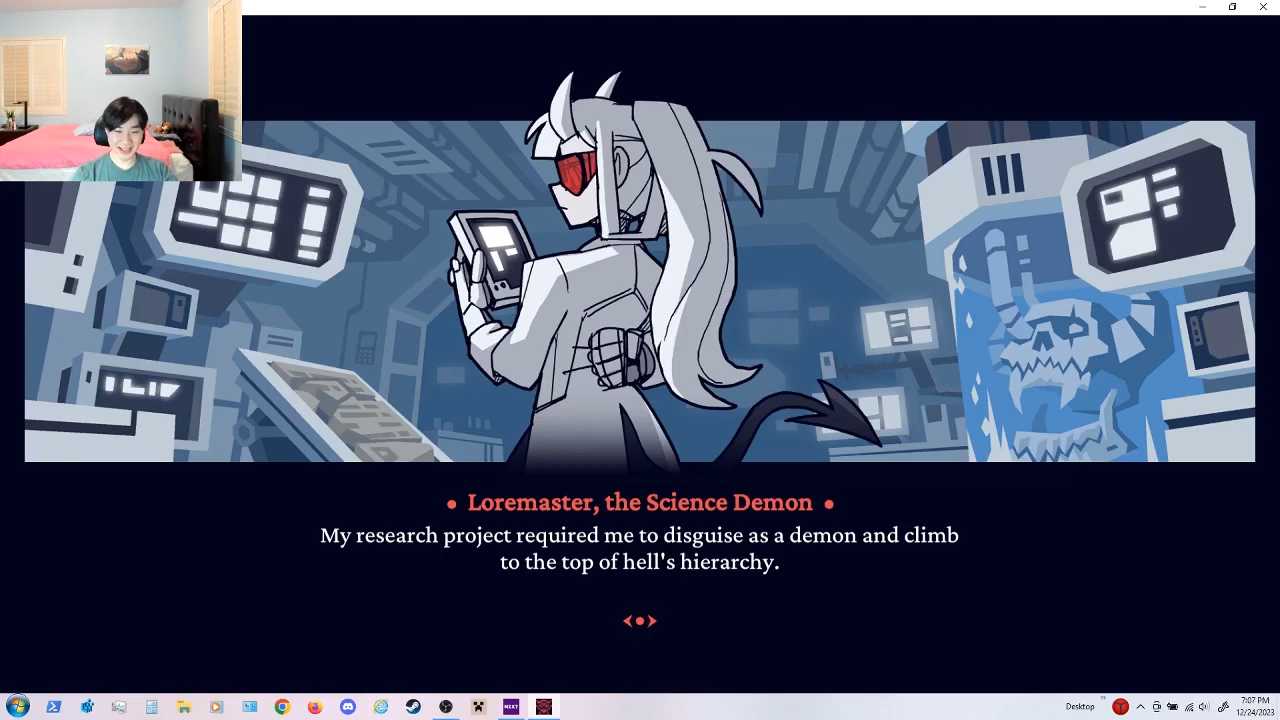 • Loremaster, the Science Demon •
My research project required me to disguise as a demon and climb
to the top of hell's hierarchy.
NEXT
Desktop
7:07 PM
12/24/2023